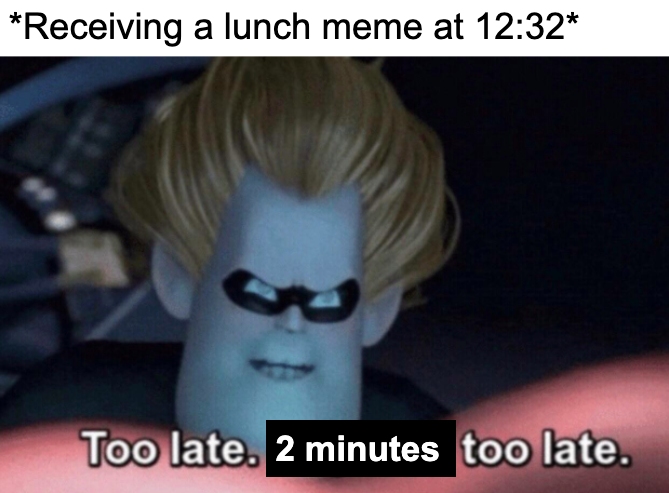 *Receiving a lunch meme at 12:32*
Too late. 2 minutes too late.